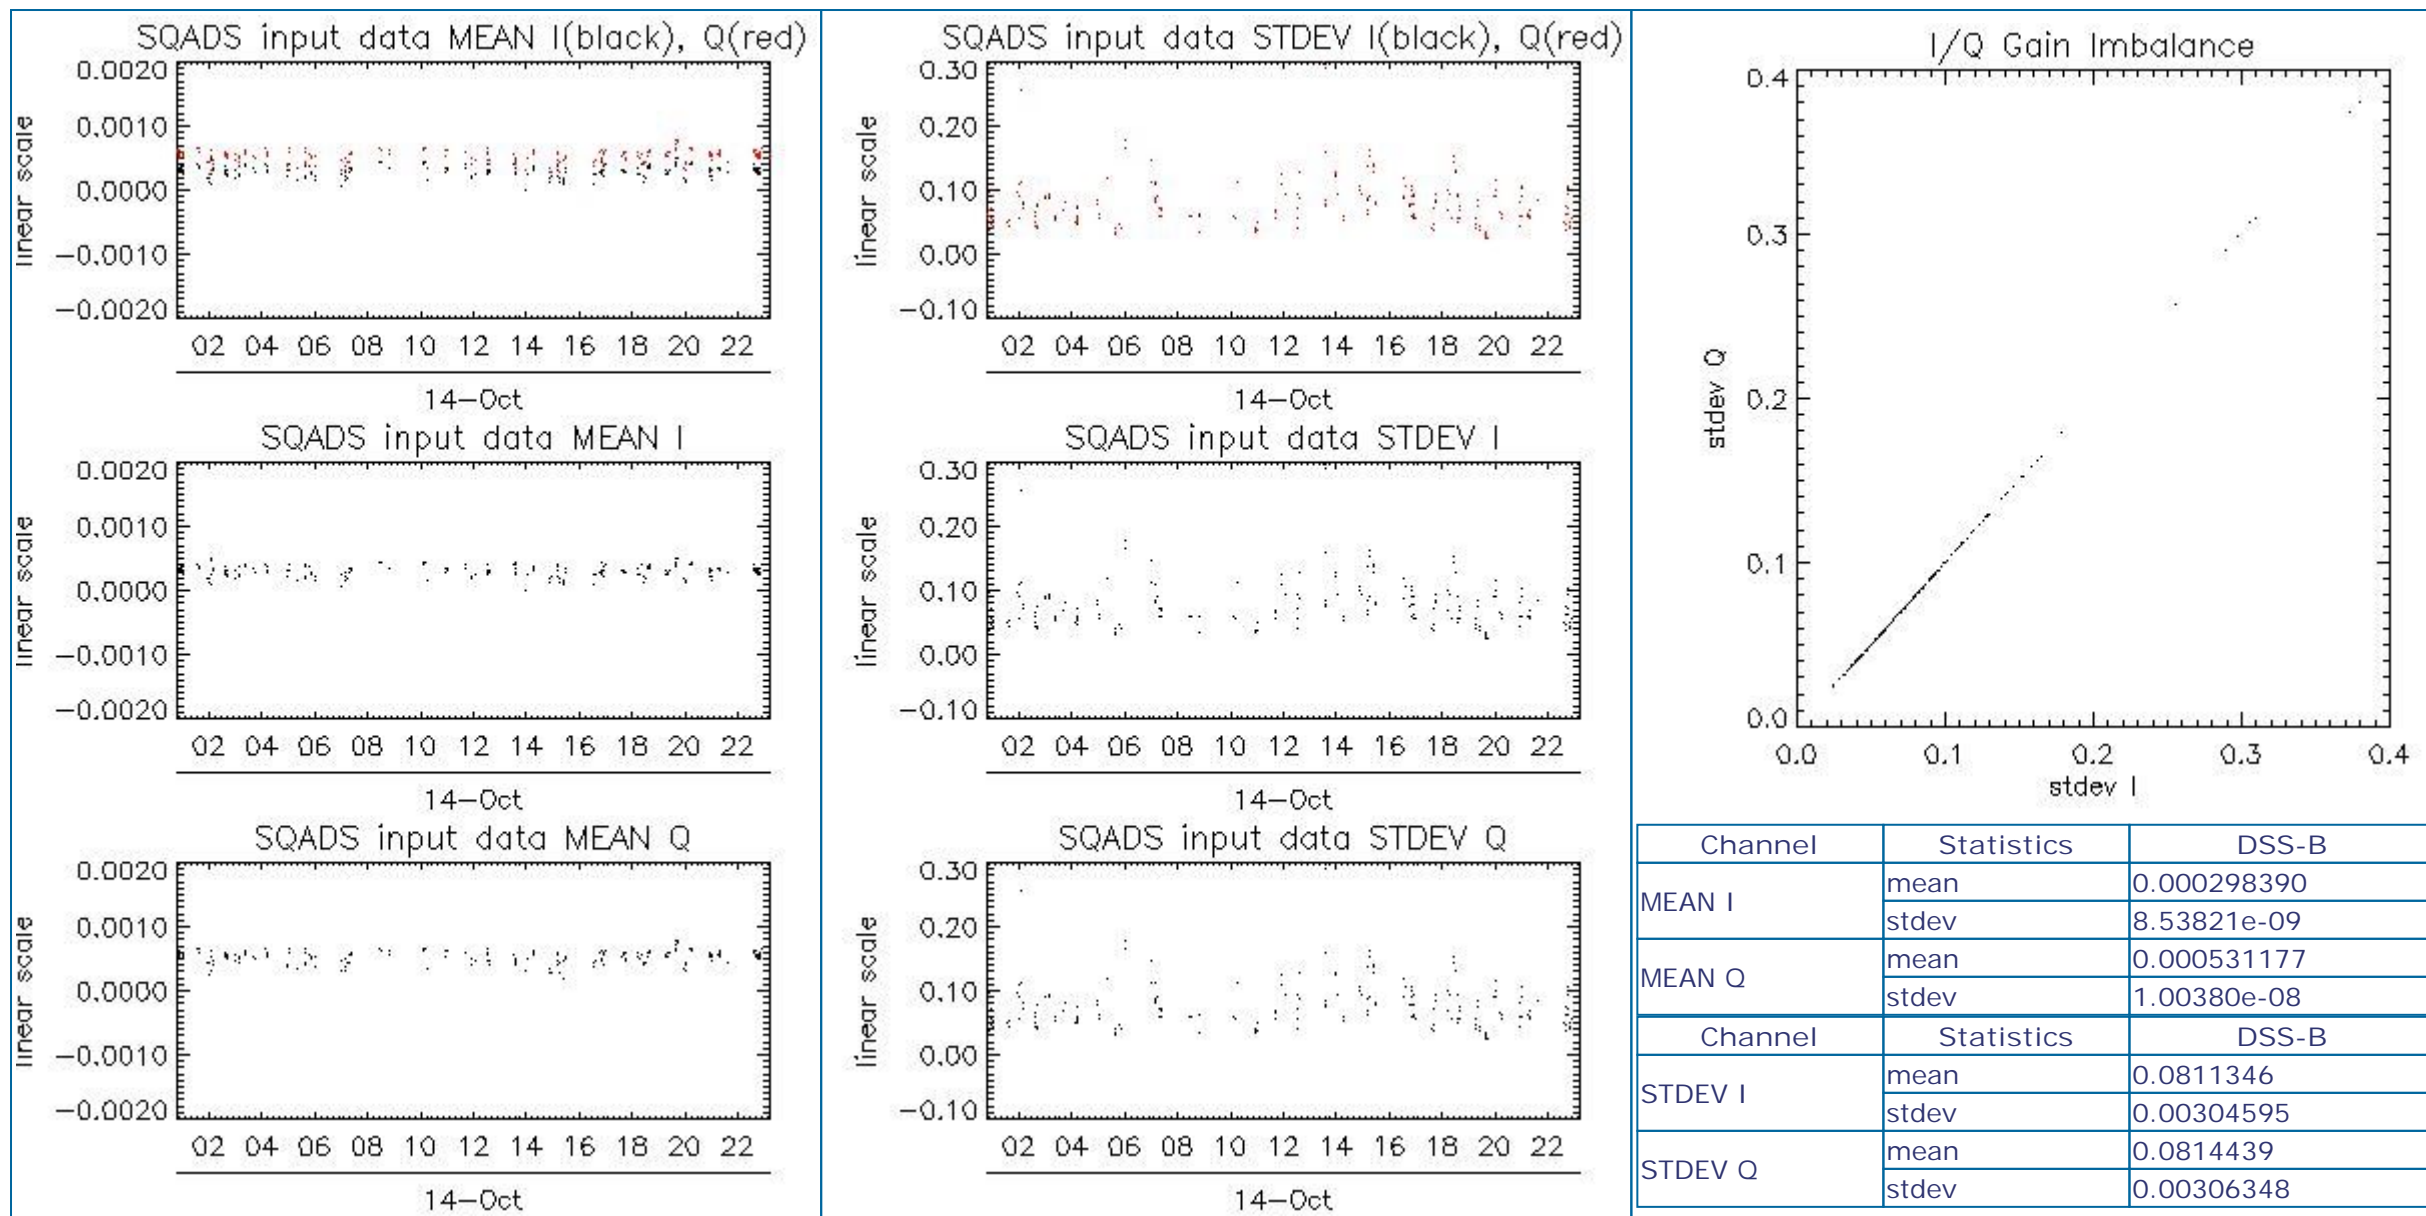 SQADS input data MEAN I(black), Q(red)
0.0020
0.0010
0.0000
-0.0010
-0.0020
linear scale
02 04 06 08 10 12 14 16 18 20 22
14-Oct
SQADS input data MEAN I
0.0020
0.0010
0.0000
-0.0010
-0.0020
linear scale
02 04 06 08 10 12 14 16 18 20 22
14-Oct
SQADS input data MEAN Q
0.0020
0.0010
0.0000
-0.0010
-0.0020
linear scale
02 04 06 08 10 12 14 16 18 20 22
14-Oct
SQADS input data STDEV I(black), Q(red)
0.30
0.20
0.10
0.00
-0.10
linear scale
02 04 06 08 10 12 14 16 18 20 22
14-Oct
SQADS input data STDEV I
0.30
0.20
0.10
0.00
-0.10
linear scale
02 04 06 08 10 12 14 16 18 20 22
14-Oct
SQADS input data STDEV Q
0.30
0.20
0.10
0.00
-0.10
linear scale
02 04 06 08 10 12 14 16 18 20 22
14-Oct
I/Q Gain Imbalance
0.4
0.3
0.2
0.1
0.0
stdev Q
0.0 0.1 0.2 0.3 0.4
stdev I
Channel Statistics DSS-B
MEAN I mean 0.000298390
stdev 8.53821e-09
MEAN Q mean 0.000531177
stdev 1.00380e-08
Channel Statistics DSS-B
STDEV I mean 0.0811346
stdev 0.00304595
STDEV Q mean 0.0814439
stdev 0.00306348